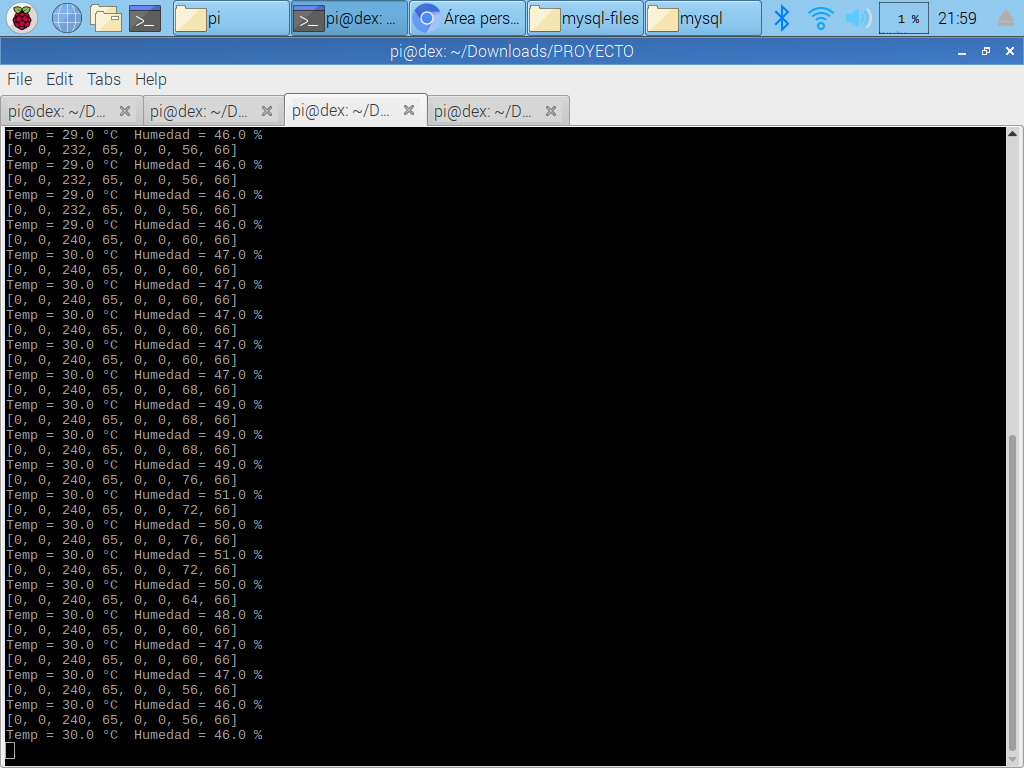 pi
pi@dex: ...
Área pers...
mysql-files
mysql
1 %
21:59
pi@dex: ~/Downloads/PROYECTO
File Edit Tabs Help
pi@dex: ~/D...
pi@dex: ~/D...
pi@dex: ~/D...
pi@dex: ~/D...
Temp = 29.0 °C  Humedad = 46.0 %
[0, 0, 232, 65, 0, 0, 56, 66]
Temp = 29.0 °C  Humedad = 46.0 %
[0, 0, 232, 65, 0, 0, 56, 66]
Temp = 29.0 °C  Humedad = 46.0 %
[0, 0, 232, 65, 0, 0, 56, 66]
Temp = 29.0 °C  Humedad = 46.0 %
[0, 0, 240, 65, 0, 0, 60, 66]
Temp = 30.0 °C  Humedad = 47.0 %
[0, 0, 240, 65, 0, 0, 60, 66]
Temp = 30.0 °C  Humedad = 47.0 %
[0, 0, 240, 65, 0, 0, 60, 66]
Temp = 30.0 °C  Humedad = 47.0 %
[0, 0, 240, 65, 0, 0, 60, 66]
Temp = 30.0 °C  Humedad = 47.0 %
[0, 0, 240, 65, 0, 0, 60, 66]
Temp = 30.0 °C  Humedad = 47.0 %
[0, 0, 240, 65, 0, 0, 68, 66]
Temp = 30.0 °C  Humedad = 49.0 %
[0, 0, 240, 65, 0, 0, 68, 66]
Temp = 30.0 °C  Humedad = 49.0 %
[0, 0, 240, 65, 0, 0, 68, 66]
Temp = 30.0 °C  Humedad = 49.0 %
[0, 0, 240, 65, 0, 0, 76, 66]
Temp = 30.0 °C  Humedad = 51.0 %
[0, 0, 240, 65, 0, 0, 72, 66]
Temp = 30.0 °C  Humedad = 50.0 %
[0, 0, 240, 65, 0, 0, 76, 66]
Temp = 30.0 °C  Humedad = 51.0 %
[0, 0, 240, 65, 0, 0, 72, 66]
Temp = 30.0 °C  Humedad = 50.0 %
[0, 0, 240, 65, 0, 0, 64, 66]
Temp = 30.0 °C  Humedad = 48.0 %
[0, 0, 240, 65, 0, 0, 60, 66]
Temp = 30.0 °C  Humedad = 47.0 %
[0, 0, 240, 65, 0, 0, 60, 66]
Temp = 30.0 °C  Humedad = 47.0 %
[0, 0, 240, 65, 0, 0, 56, 66]
Temp = 30.0 °C  Humedad = 46.0 %
[0, 0, 240, 65, 0, 0, 56, 66]
Temp = 30.0 °C  Humedad = 46.0 %